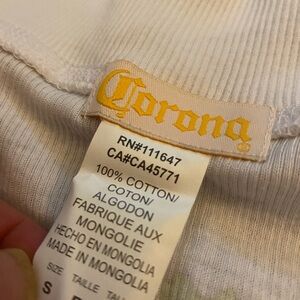 Corona
RN#111647
CA#CA45771
100% COTTON/
COTON/
ALGODON
FABRIQUE AUX
MONGOLIE
HECHO EN MONGOLIA
MADE IN MONGOLIA
SIZE TAILLE
S